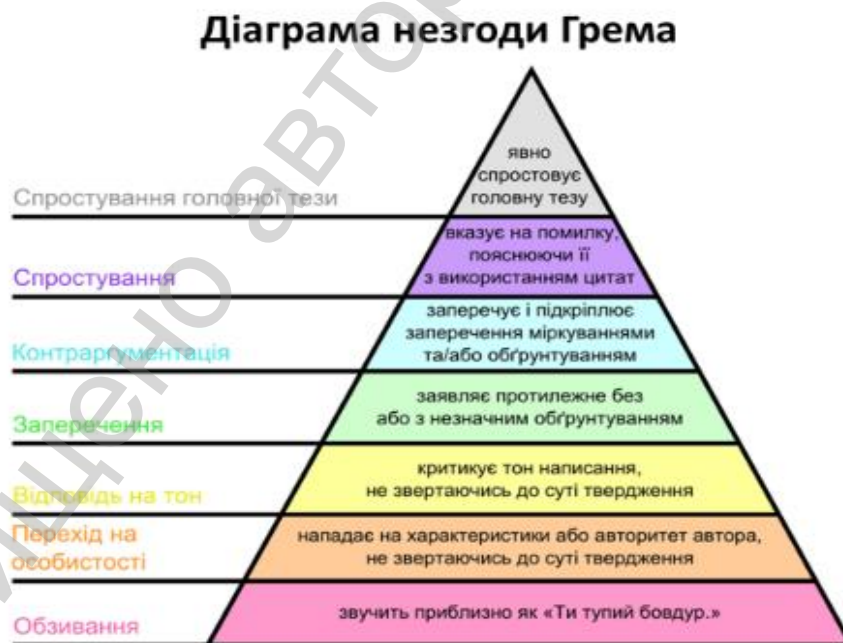 Діаграма незгоди Грема
явно
спростовує
головну тезу
Спростування головної тези
вказує на помилку,
пояснюючи її
з використанням цитат
Спростування
заперечує і підкріплює
заперечення міркуваннями
та/або обґрунтуванням
Контраргументація
заявляє протилежне без
або з незначним обґрунтуванням
Заперечення
критикує тон написання,
не звертаючись до суті твердження
Відповідь на тон
Перехід на
особистості
нападає на характеристики або авторитет автора,
не звертаючись до суті твердження
Обзивання
звучить приблизно як «Ти тупий бовдур.»